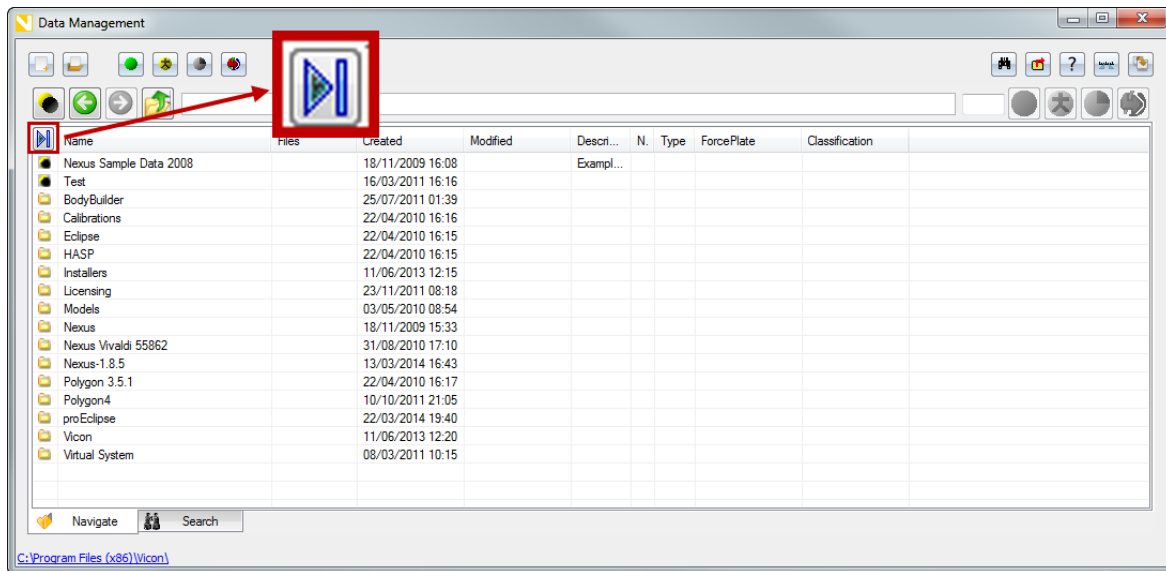 Data Management
Name Files Created Modified Descri... N. Type ForcePlate Classification
Nexus Sample Data 2008 18/11/2009 16:08 Exampl...
Test 16/03/2011 16:16
BodyBuilder 25/07/2011 01:39
Calibrations 22/04/2010 16:16
Eclipse 22/04/2010 16:15
HASP 22/04/2010 16:15
Installers 11/06/2013 12:15
Licensing 23/11/2011 08:18
Models 03/05/2010 08:54
Nexus 18/11/2009 15:33
Nexus Vivaldi 55862 31/08/2010 17:10
Nexus-1.8.5 13/03/2014 16:43
Polygon 3.5.1 22/04/2010 16:17
Polygon4 10/10/2011 21:05
proEclipse 22/03/2014 19:40
Vicon 11/06/2013 12:20
Virtual System 08/03/2011 10:15
Navigate Search
C:\Program Files (x86)\Vicon\